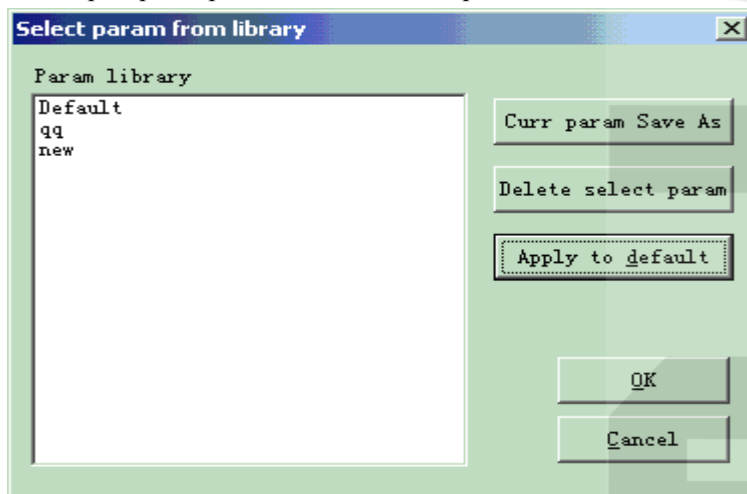 Select param from library
Param library
Default
qq
new
Curr param Save As
Delete select param
Apply to default
OK
Cancel